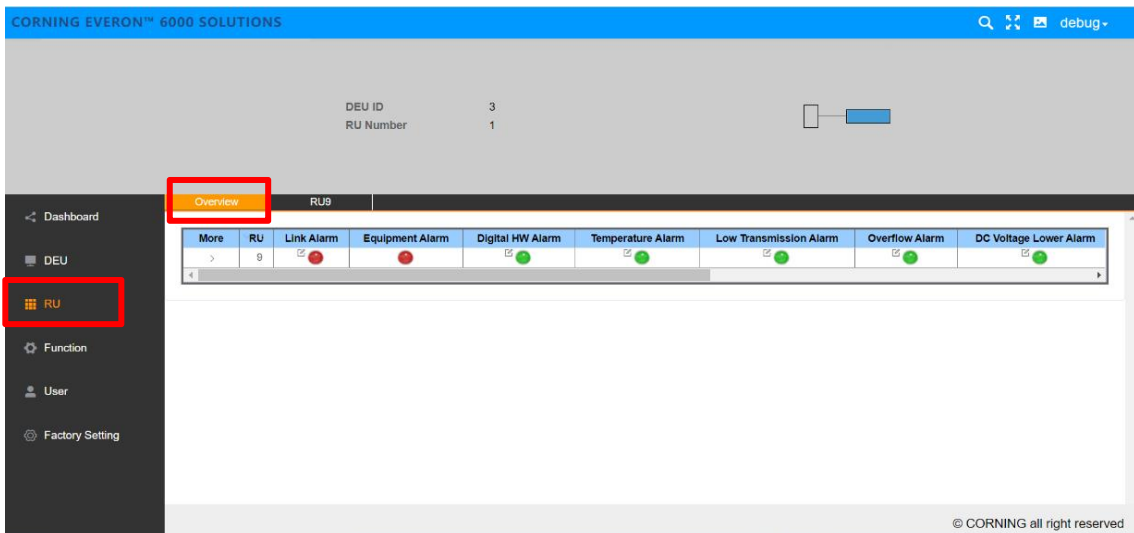 CORNING EVERON™ 6000 SOLUTIONS
debug
DEU ID 3
RU Number 1
Overview RU9
Dashboard
DEU
RU
Function
User
Factory Setting
More RU Link Alarm Equipment Alarm Digital HW Alarm Temperature Alarm Low Transmission Alarm Overflow Alarm DC Voltage Lower Alarm
> 9
© CORNING all right reserved